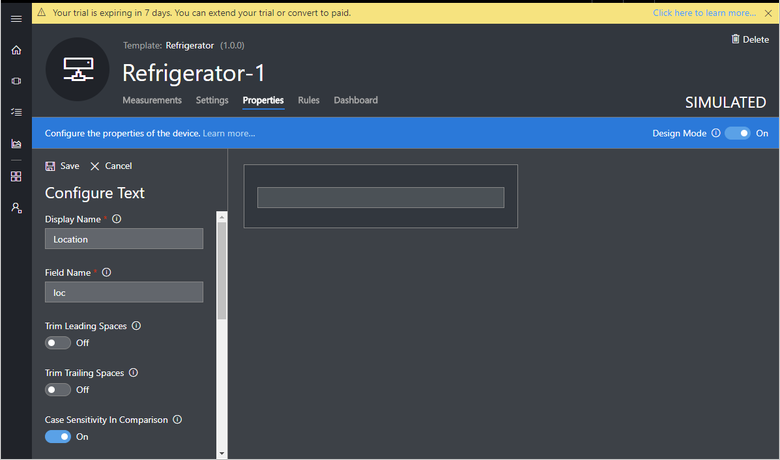 Your trial is expiring in 7 days. You can extend your trial or convert to paid.
Click here to learn more...
Template: Refrigerator (1.0.0)
Delete
Refrigerator-1
Measurements Settings Properties Rules Dashboard
SIMULATED
Configure the properties of the device. Learn more...
Design Mode On
Save Cancel
Configure Text
Display Name *
Location
Field Name *
loc
Trim Leading Spaces
Off
Trim Trailing Spaces
Off
Case Sensitivity In Comparison
On